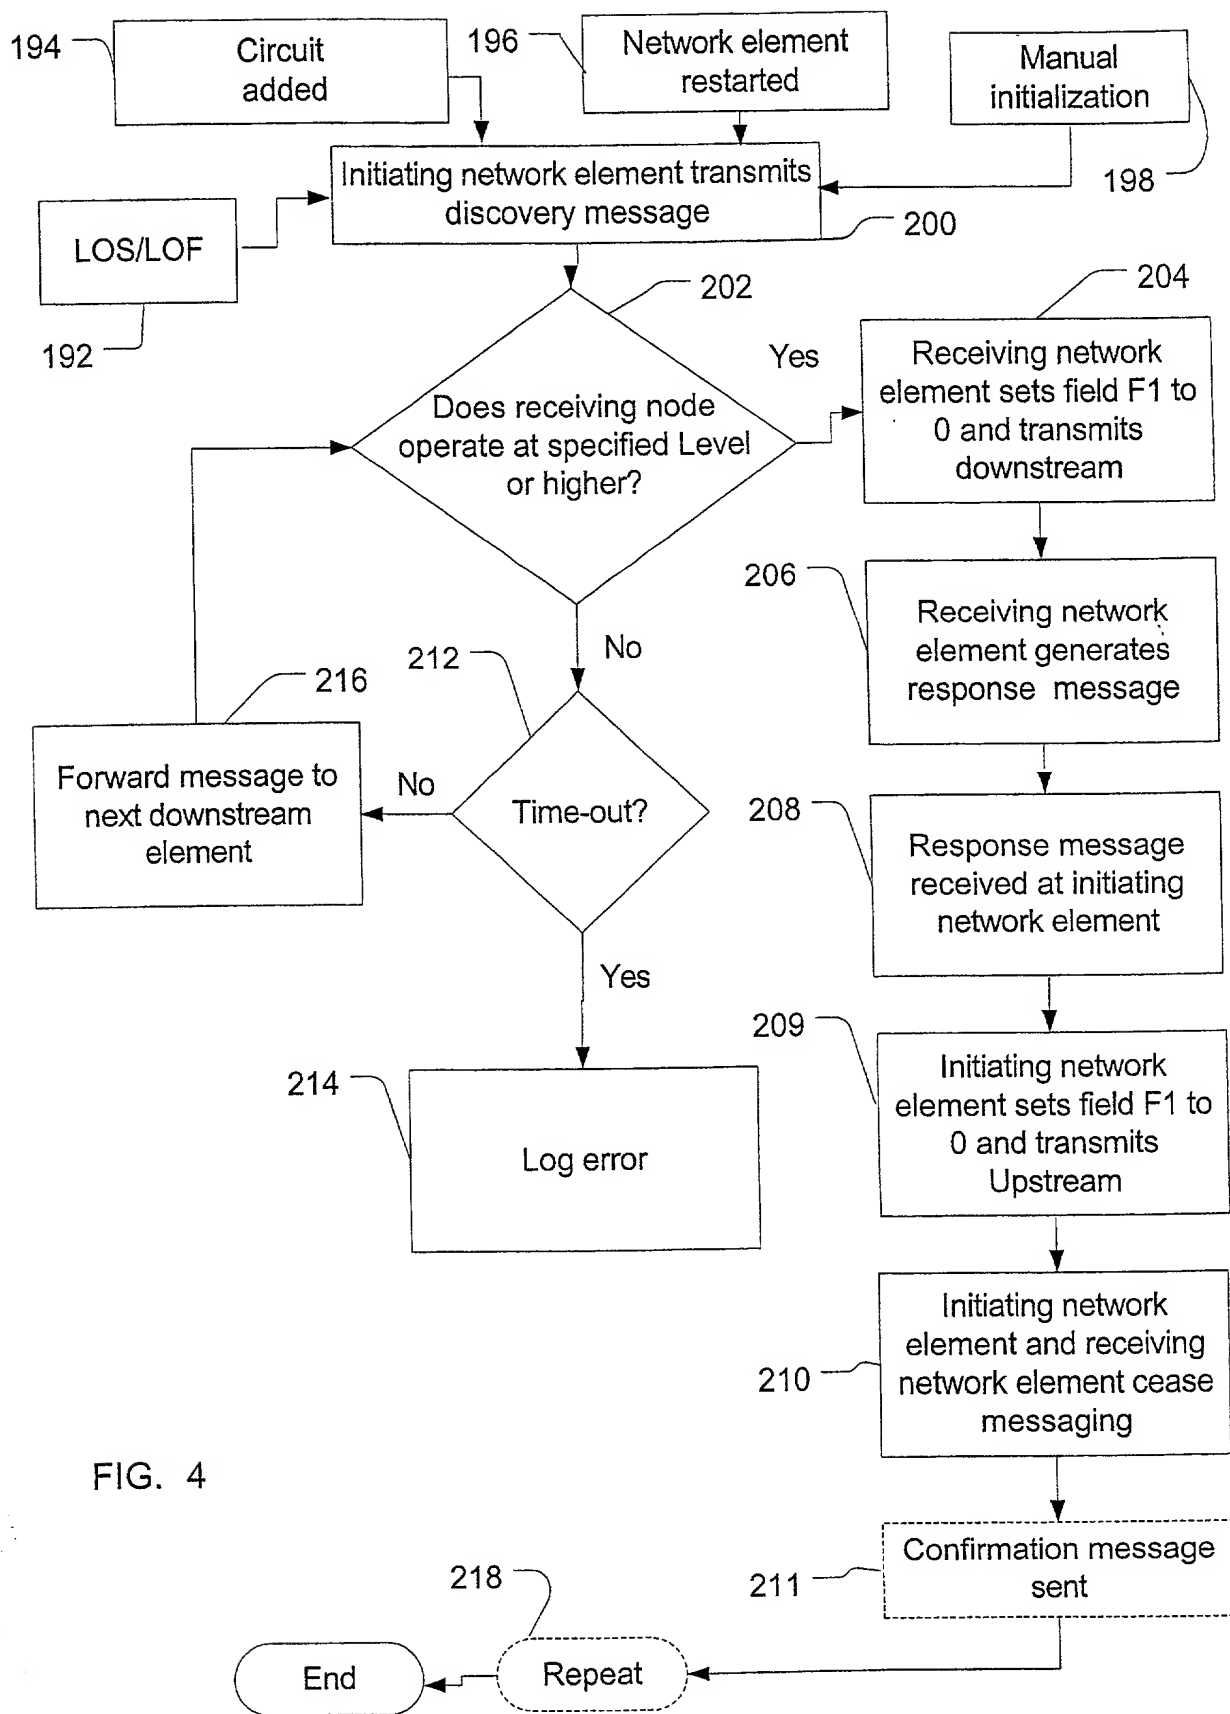 194
Circuit
added
196
Network element
restarted
Manual
initialization
198
Initiating network element transmits
discovery message
200
LOS/LOF
192
202
Does receiving node
operate at specified Level
or higher?
Yes
204
Receiving network
element sets field F1 to
0 and transmits
downstream
206
Receiving network
element generates
response message
No
212
216
Forward message to
next downstream
element
No
Time-out?
208
Response message
received at initiating
network element
Yes
209
Initiating network
element sets field F1 to
0 and transmits
Upstream
214
Log error
210
Initiating network
element and receiving
network element cease
messaging
FIG. 4
211
Confirmation message
sent
218
Repeat
End